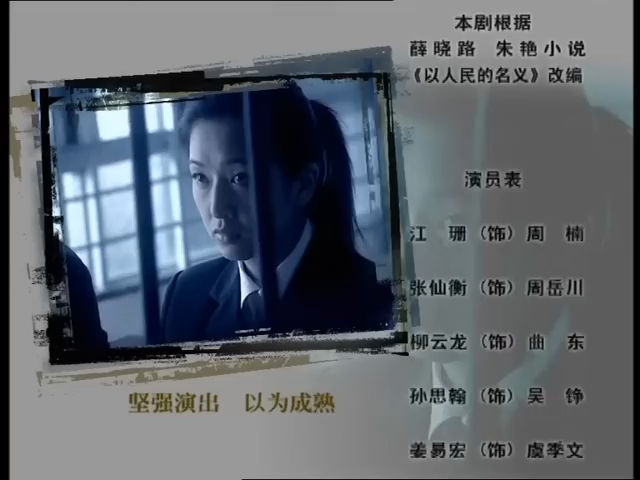 本剧根据
薛晓路 朱艳小说
《以人民的名义》改编
演员表
江 珊 (饰) 周 楠
张仙衡 (饰) 周岳川
柳云龙 (饰) 曲 东
孙思翰 (饰) 吴 铮
姜易宏 (饰) 虞季文
坚强演出 以为成熟